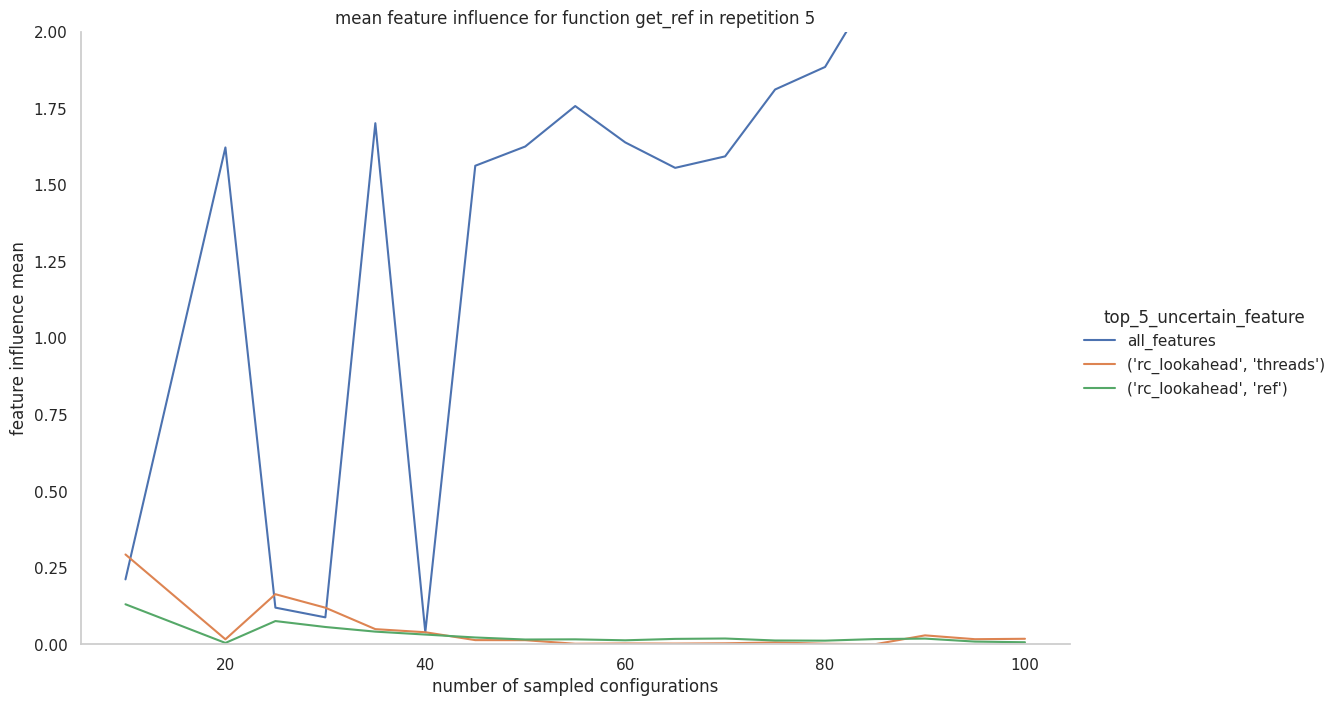 mean feature influence for function get_ref in repetition 5
2.00
1.75
1.50
1.25
1.00
0.75
0.50
0.25
0.00
feature influence mean
20
40
60
80
100
number of sampled configurations
top_5_uncertain_feature
all_features
('rc_lookahead', 'threads')
('rc_lookahead', 'ref')